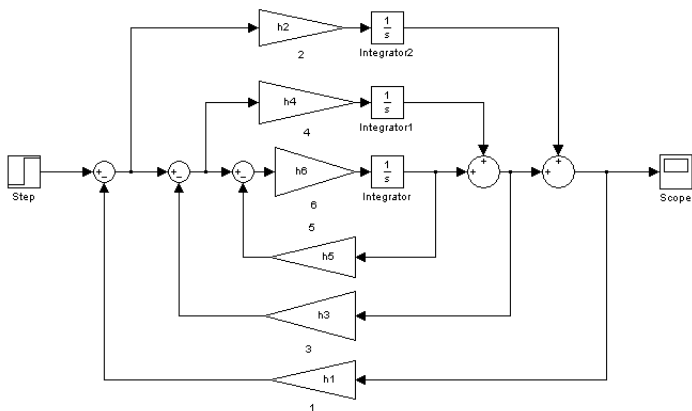 h2
1
s
2
Integrator2
h4
1
s
4
Integrator1
Step
h6
1
s
6
Integrator
Scope
5
h5
h3
3
h1
1